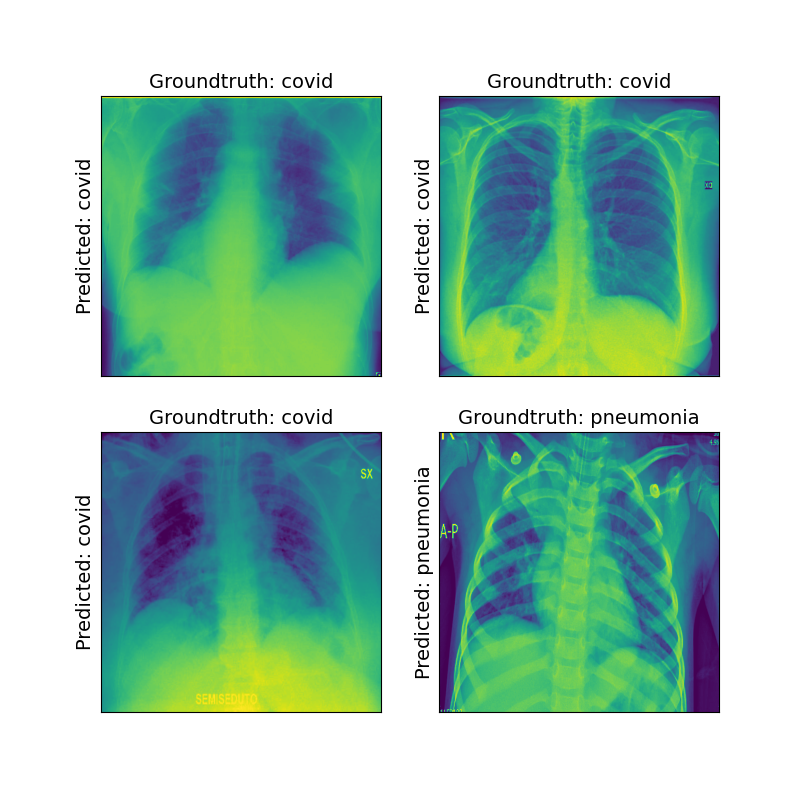 Groundtruth: covid
Predicted: covid
Groundtruth: covid
Predicted: covid
Groundtruth: covid
Predicted: covid
SX
SEMISEDUTO
Groundtruth: pneumonia
Predicted: pneumonia
A-P